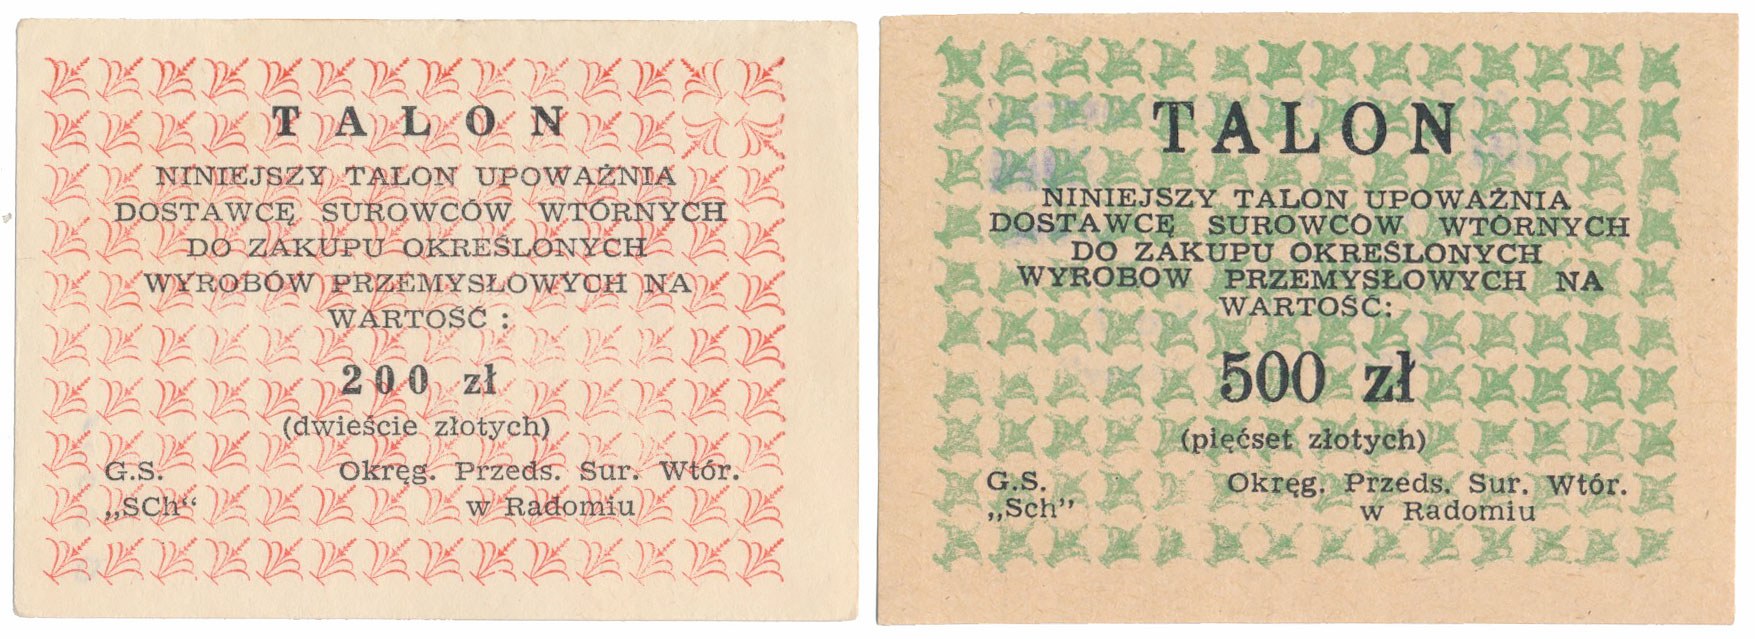 T A L O N
NINIEJSZY TALON UPOWAŻNIA
DOSTAWCĘ SUROWCÓW WTÓRNYCH
DO ZAKUPU OKREŚLONYCH
WYROBÓW PRZEMYSŁOWYCH NA
WARTOŚĆ :
200 zł
(dwieście złotych)
G.S. Okręg. Przeds. Sur. Wtór.
„SCh“ w Radomiu
TALON
NINIEJSZY TALON UPOWAŻNIA
DOSTAWCĘ SUROWCÓW WTÓRNYCH
DO ZAKUPU OKREŚLONYCH
WYROBÓW PRZEMYSŁOWYCH NA
WARTOŚĆ:
500 zł
(pięćset złotych)
G.S. Okręg. Przeds. Sur. Wtór.
„Sch” w Radomiu